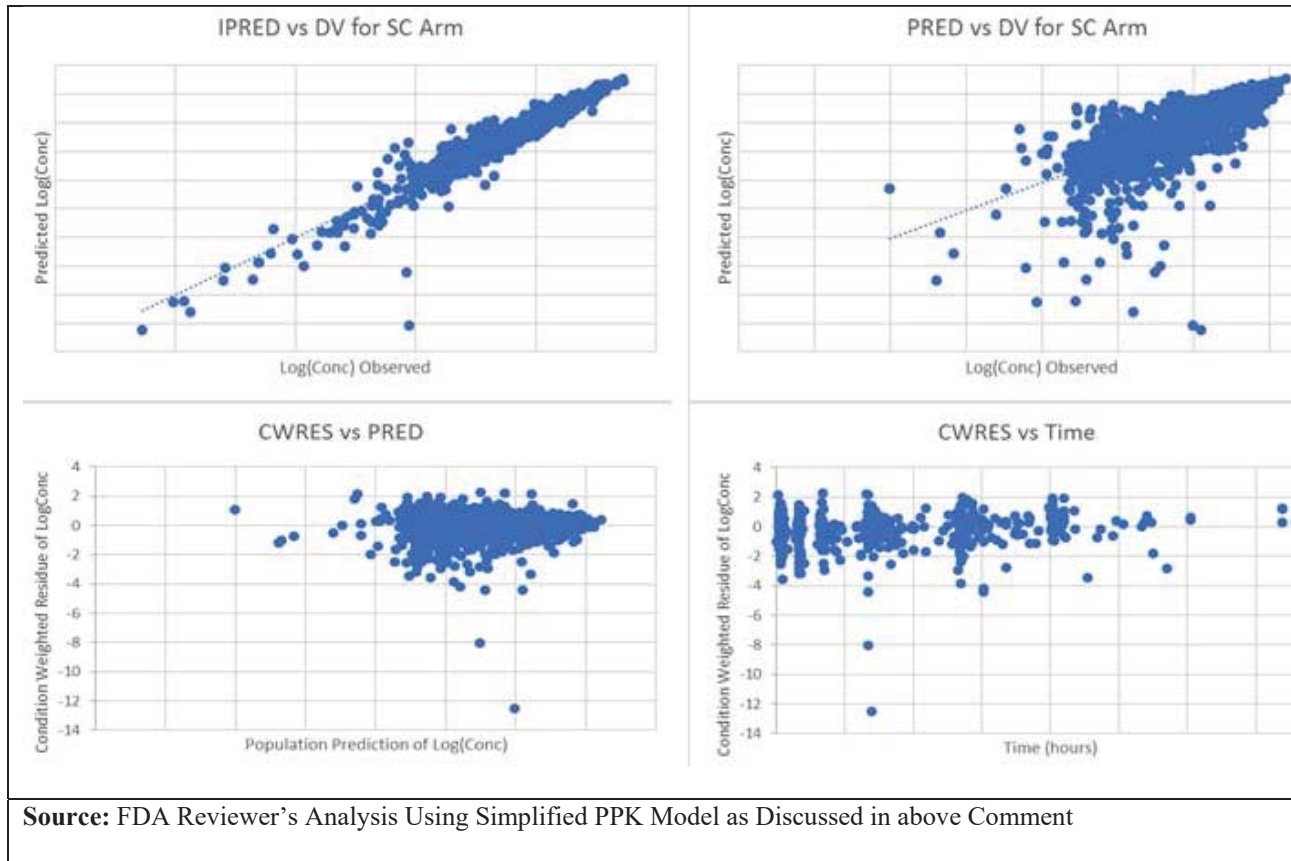 IPRED vs DV for SC Arm
Predicted Log(Conc)
Log(Conc) Observed
PRED vs DV for SC Arm
Predicted Log(Conc)
Log(Conc) Observed
CWRES vs PRED
Condition Weighted Residue of LogConc
4
2
0
-2
-4
-6
-8
-10
-12
-14
Population Prediction of Log(Conc)
CWRES vs Time
Condition Weighted Residue of LogConc
4
2
0
-2
-4
-6
-8
-10
-12
-14
Time (hours)
Source: FDA Reviewer’s Analysis Using Simplified PPK Model as Discussed in above Comment